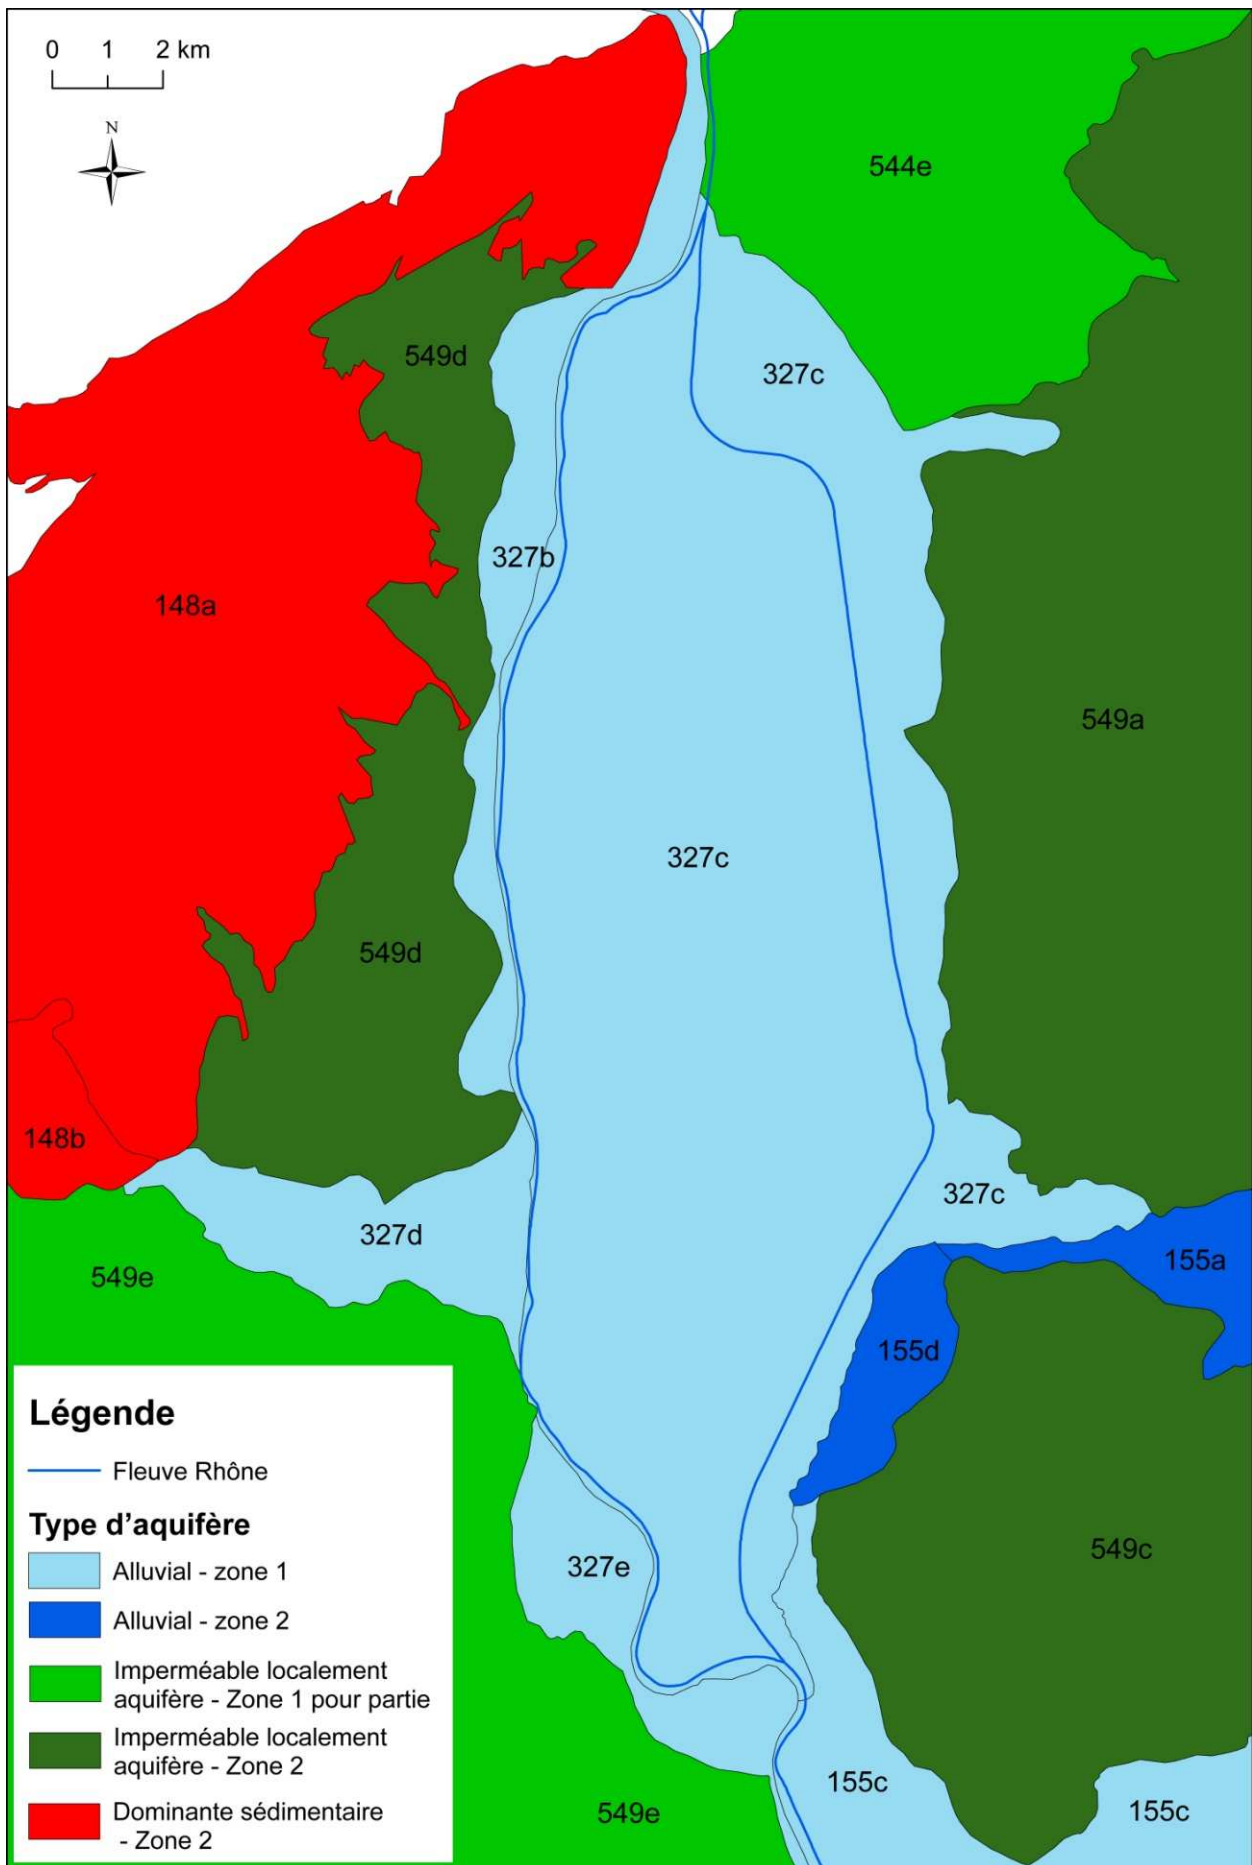 0 1 2 km
N
544e
549d
327c
327b
148a
549a
327c
549d
148b
327c
327d
155a
549e
155d
Légende
Fleuve Rhône
Type d'aquifère
Alluvial - zone 1
Alluvial - zone 2
Imperméable localement
aquifère - Zone 1 pour partie
Imperméable localement
aquifère - Zone 2
Dominante sédimentaire
- Zone 2
549c
327e
155c
549e
155c